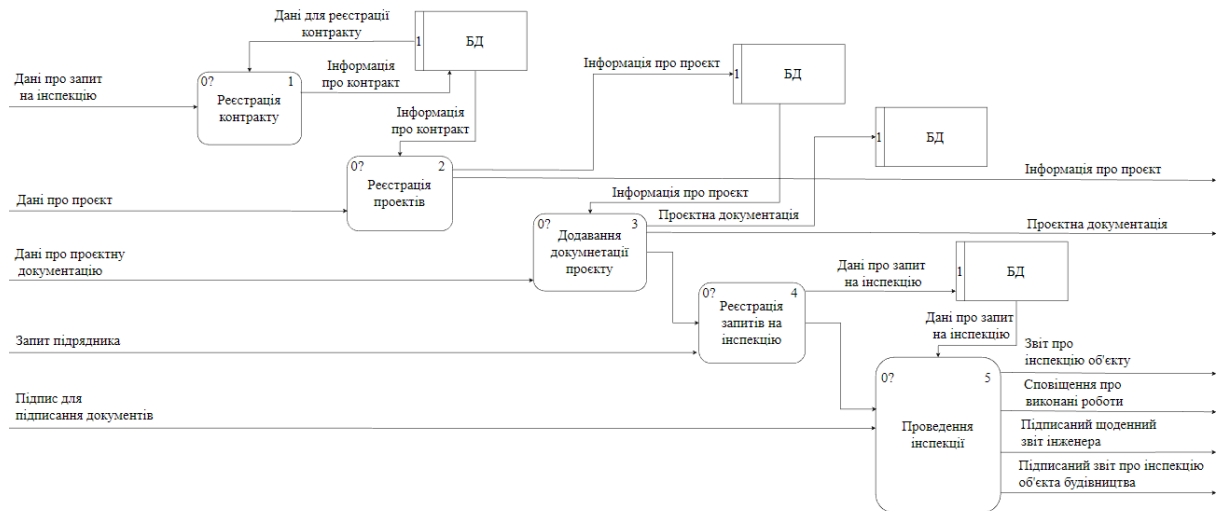 Дані для реєстрації
контракту
1
БД
Дані про запит
на інспекцію
0?
1
Реєстрація
контракту
Інформація
про контракт
Інформація
про контракт
Інформація про проєкт
1
БД
1
БД
0?
2
Реєстрація
проектів
Інформація про проєкт
Дані про проєкт
Інформація про проєкт
Проєктна документація
0?
3
Додавання
докумнетації
проєкту
Проєктна документація
Дані про проєктну
документацію
Дані про запит
на інспекцію
1
БД
0?
4
Реєстрація
запитів на
інспекцію
Запит підрядника
Дані про запит
на інспекцію
0?
5
Проведення
інспекції
Підпис для
підписання документів
Звіт про
інспекцію об'єкту
Сповіщення про
виконані роботи
Підписаний щоденний
звіт інженера
Підписаний звіт про інспекцію
об'єкта будівництва